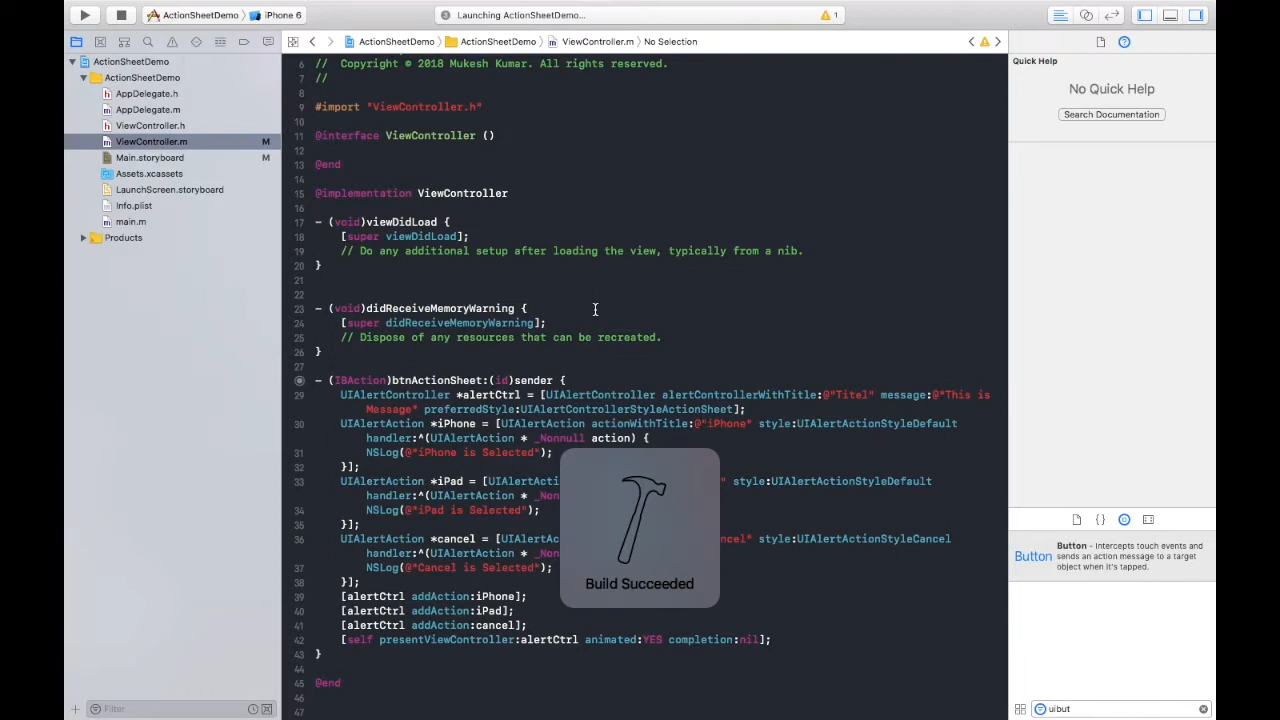 ActionSheetDemo
iPhone 6
3 Launching ActionSheetDemo...
1
ActionSheetDemo
ActionSheetDemo
ViewController.m
No Selection
ActionSheetDemo
ActionSheetDemo
AppDelegate.h
AppDelegate.m
ViewController.h
ViewController.m M
Main.storyboard M
Assets.xcassets
LaunchScreen.storyboard
Info.plist
main.m
Products
Filter
6 // Copyright © 2018 Mukesh Kumar. All rights reserved.
7 //
8
9 #import "ViewController.h"
10
11 @interface ViewController ()
12
13 @end
14
15 @implementation ViewController
16
17 - (void)viewDidLoad {
18 [super viewDidLoad];
19 // Do any additional setup after loading the view, typically from a nib.
20 }
21
22
23 - (void)didReceiveMemoryWarning {
24 [super didReceiveMemoryWarning];
25 // Dispose of any resources that can be recreated.
26 }
27
- (IBAction)btnActionSheet:(id)sender {
29 UIAlertController *alertCtrl = [UIAlertController alertControllerWithTitle:@"Titel" message:@"This is
Message" preferredStyle:UIAlertControllerStyleActionSheet];
30 UIAlertAction *iPhone = [UIAlertAction actionWithTitle:@"iPhone" style:UIAlertActionStyleDefault
handler:^(UIAlertAction * _Nonnull action) {
31 NSLog(@"iPhone is Selected");
32 }];
33 UIAlertAction *iPad = [UIAlertAc " style:UIAlertActionStyleDefault
handler:^(UIAlertAction * _Non
34 NSLog(@"iPad is Selected");
35 }];
36 UIAlertAction *cancel = [UIAlert cel" style:UIAlertActionStyleCancel
handler:^(UIAlertAction * _Non
37 NSLog(@"Cancel is Selected");
38 }];
39 [alertCtrl addAction:iPhone];
40 [alertCtrl addAction:iPad];
41 [alertCtrl addAction:cancel];
42 [self presentViewController:alertCtrl animated:YES completion:nil];
43 }
44
45 @end
46
47
Build Succeeded
Quick Help
No Quick Help
Search Documentation
Button
Button - Intercepts touch events and
sends an action message to a target
object when it's tapped.
uibut